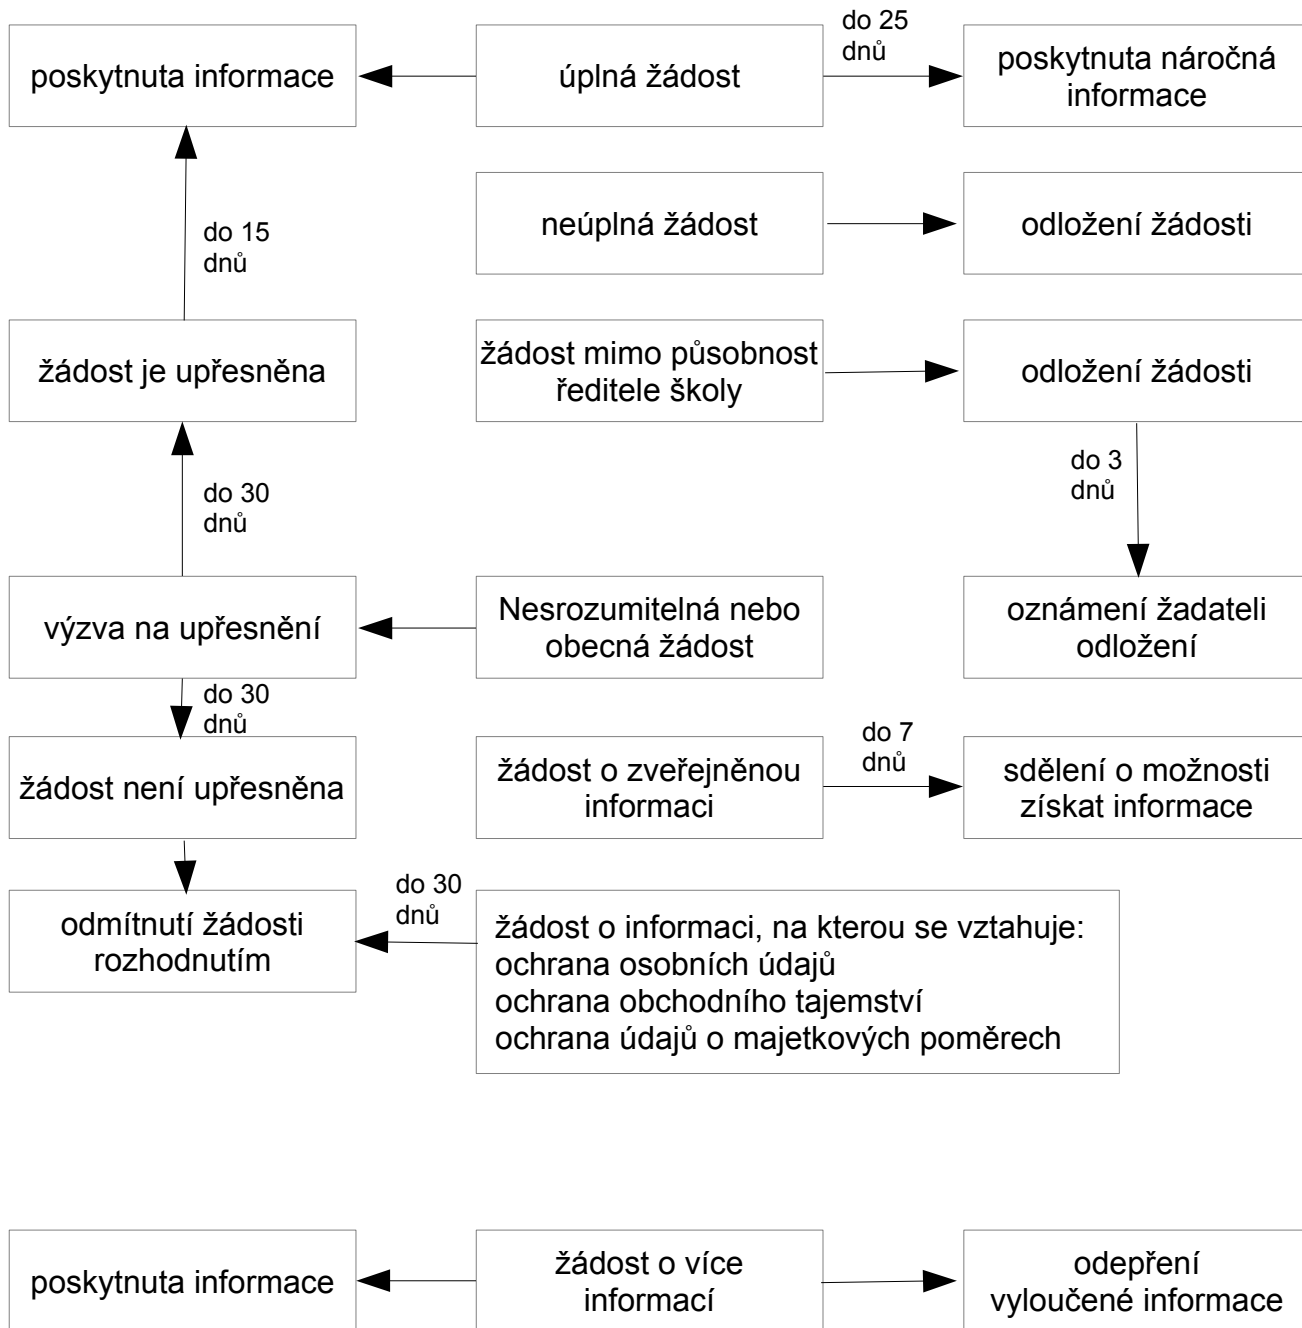 do 25
dnů
poskytnuta informace
úplná žádost
poskytnuta náročná
informace
neúplná žádost
odložení žádosti
do 15
dnů
žádost je upřesněna
žádost mimo působnost
ředitele školy
odložení žádosti
do 3
dnů
do 30
dnů
výzva na upřesnění
Nesrozumitelná nebo
obecná žádost
oznámení žadateli
odložení
do 30
dnů
do 7
dnů
žádost není upřesněna
žádost o zveřejněnou
informaci
sdělení o možnosti
získat informace
do 30
dnů
odmítnutí žádosti
rozhodnutím
žádost o informaci, na kterou se vztahuje:
ochrana osobních údajů
ochrana obchodního tajemství
ochrana údajů o majetkových poměrech
poskytnuta informace
žádost o více
informací
odepření
vyloučené informace